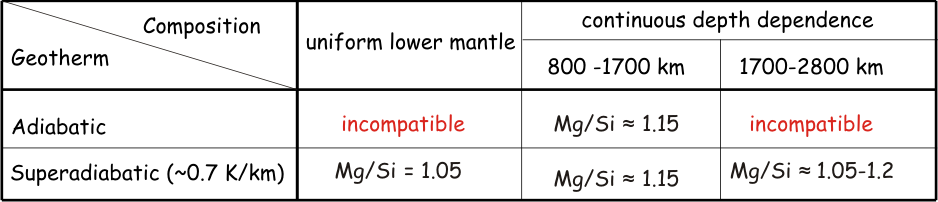 Composition
Geotherm
uniform lower mantle
continuous depth dependence
800 -1700 km
1700-2800 km
Adiabatic
incompatible
Mg/Si ≈ 1.15
incompatible
Superadiabatic (~0.7 K/km)
Mg/Si = 1.05
Mg/Si ≈ 1.15
Mg/Si ≈ 1.05-1.2